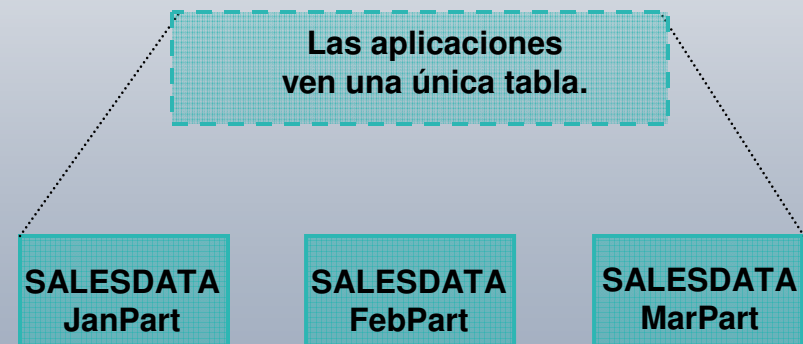 Las aplicaciones
ven una única tabla.
SALESDATA
JanPart
SALESDATA
FebPart
SALESDATA
MarPart